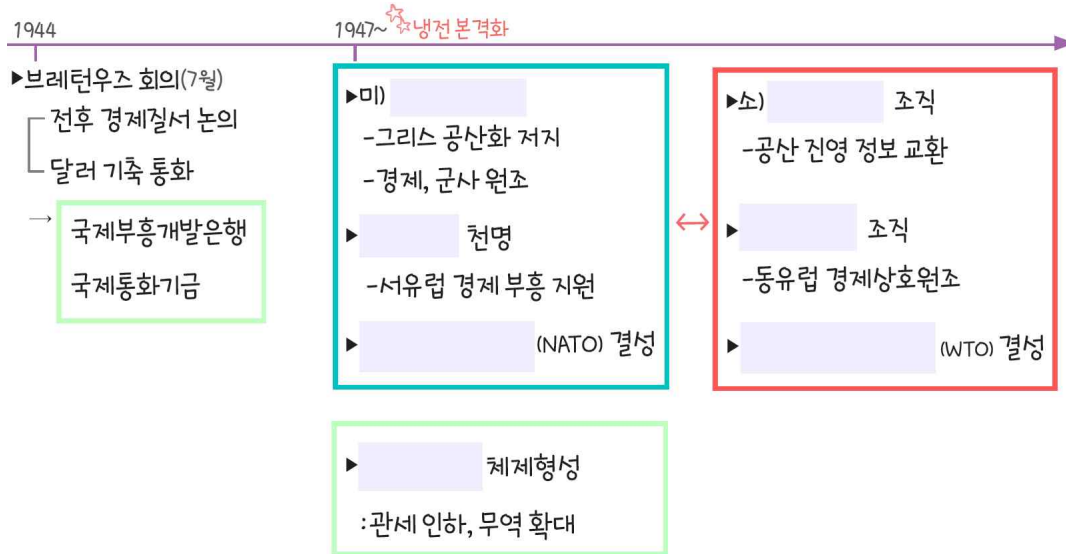 1944
1947~ 냉전 본격화
▶브레턴우즈 회의(7월)
전후 경제질서 논의
달러 기축 통화
→ 국제부흥개발은행
국제통화기금
▶미)
-그리스 공산화 저지
-경제, 군사 원조
▶ 천명
-서유럽 경제 부흥 지원
▶ (NATO) 결성
↔
▶소) 조직
-공산 진영 정보 교환
▶ 조직
-동유럽 경제상호원조
▶ (WTO) 결성
▶ 체제형성
:관세 인하, 무역 확대